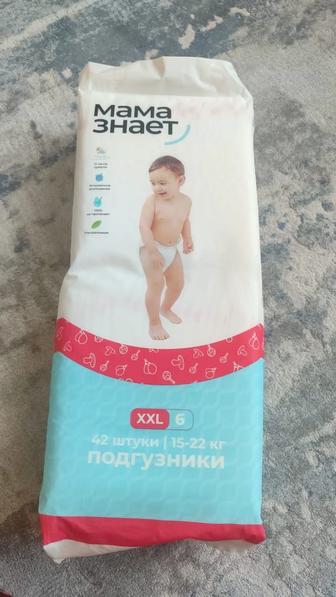 мама
знает
XXL 6
42 штуки | 15-22 кг
подгузники